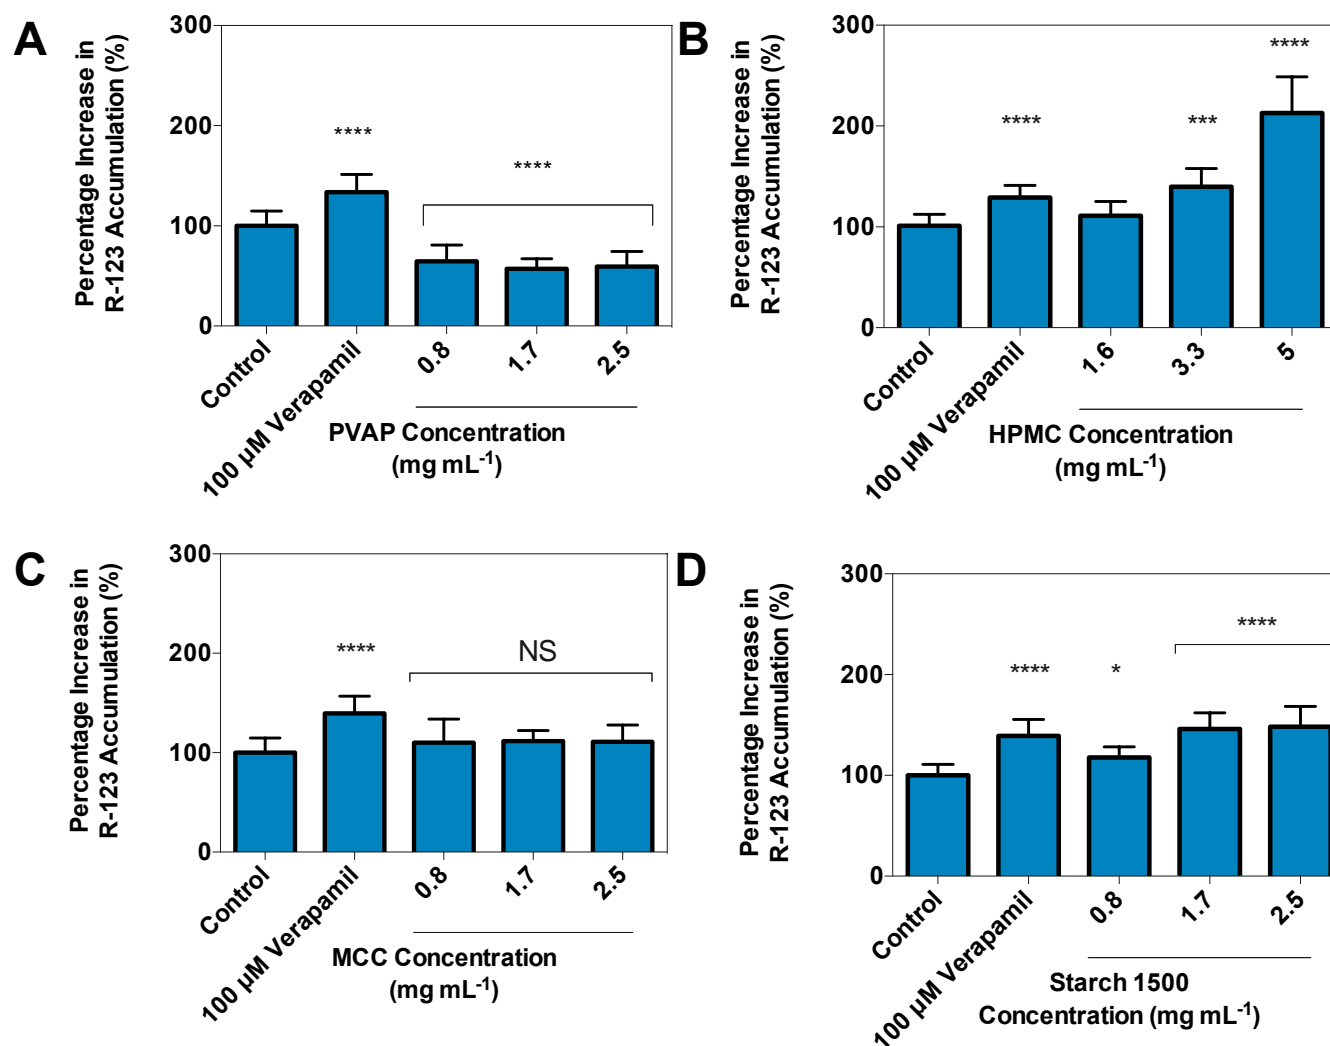 A
Percentage Increase in
R-123 Accumulation (%)
300
200
100
0
****
****
Control
100 µM Verapamil
0.8
1.7
2.5
PVAP Concentration
(mg mL-1)
B
Percentage Increase in
R-123 Accumulation (%)
300
200
100
0
****
***
****
Control
100 µM Verapamil
1.6
3.3
5
HPMC Concentration
(mg mL-1)
C
Percentage Increase in
R-123 Accumulation (%)
300
200
100
0
****
NS
Control
100 µM Verapamil
0.8
1.7
2.5
MCC Concentration
(mg mL-1)
D
Percentage Increase in
R-123 Accumulation (%)
300
200
100
0
****
*
****
Control
100 µM Verapamil
0.8
1.7
2.5
Starch 1500
Concentration (mg mL-1)